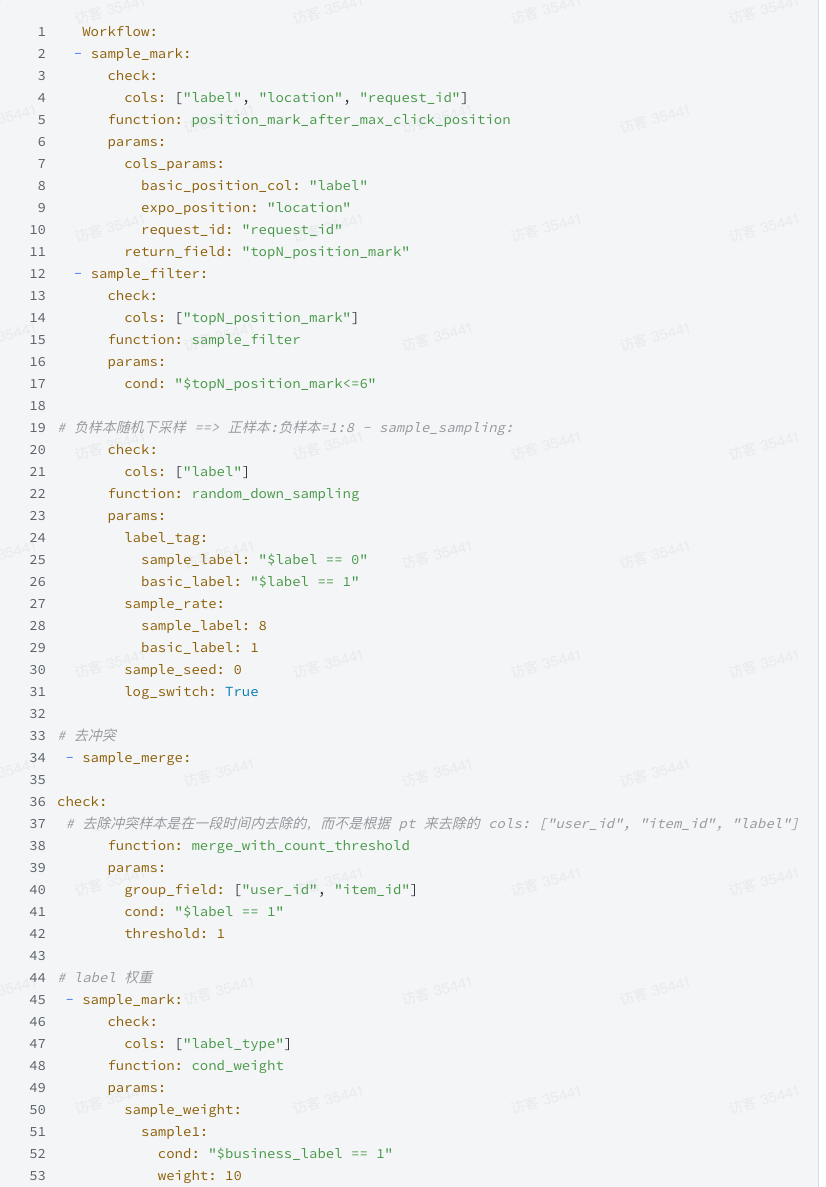 1 Workflow:
2 - sample_mark:
3 check:
4 cols: ["label", "location", "request_id"]
5 function: position_mark_after_max_click_position
6 params:
7 cols_params:
8 basic_position_col: "label"
9 expo_position: "location"
10 request_id: "request_id"
11 return_field: "topN_position_mark"
12 - sample_filter:
13 check:
14 cols: ["topN_position_mark"]
15 function: sample_filter
16 params:
17 cond: "$topN_position_mark<=6"
18
19 # 负样本随机下采样 ==> 正样本:负样本=1:8 - sample_sampling:
20 check:
21 cols: ["label"]
22 function: random_down_sampling
23 params:
24 label_tag:
25 sample_label: "$label == 0"
26 basic_label: "$label == 1"
27 sample_rate:
28 sample_label: 8
29 basic_label: 1
30 sample_seed: 0
31 log_switch: True
32
33 # 去冲突
34 - sample_merge:
35
36 check:
37 # 去除冲突样本是在一段时间内去除的，而不是根据 pt 来去除的 cols: ["user_id", "item_id", "label"]
38 function: merge_with_count_threshold
39 params:
40 group_field: ["user_id", "item_id"]
41 cond: "$label == 1"
42 threshold: 1
43
44 # label 权重
45 - sample_mark:
46 check:
47 cols: ["label_type"]
48 function: cond_weight
49 params:
50 sample_weight:
51 sample1:
52 cond: "$business_label == 1"
53 weight: 10
访客 35441